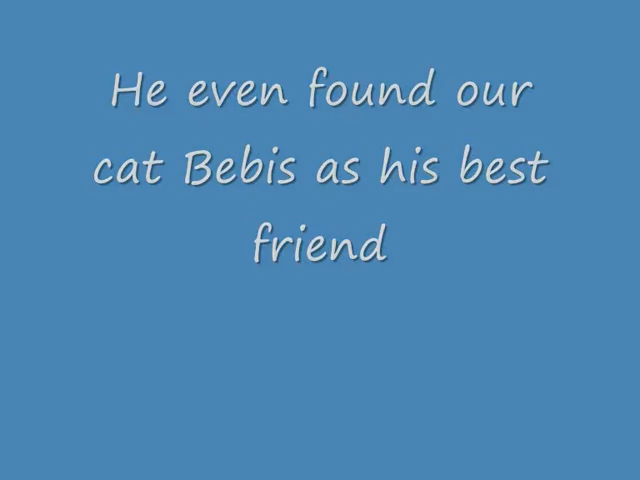 He even found our
cat Bebis as his best
friend